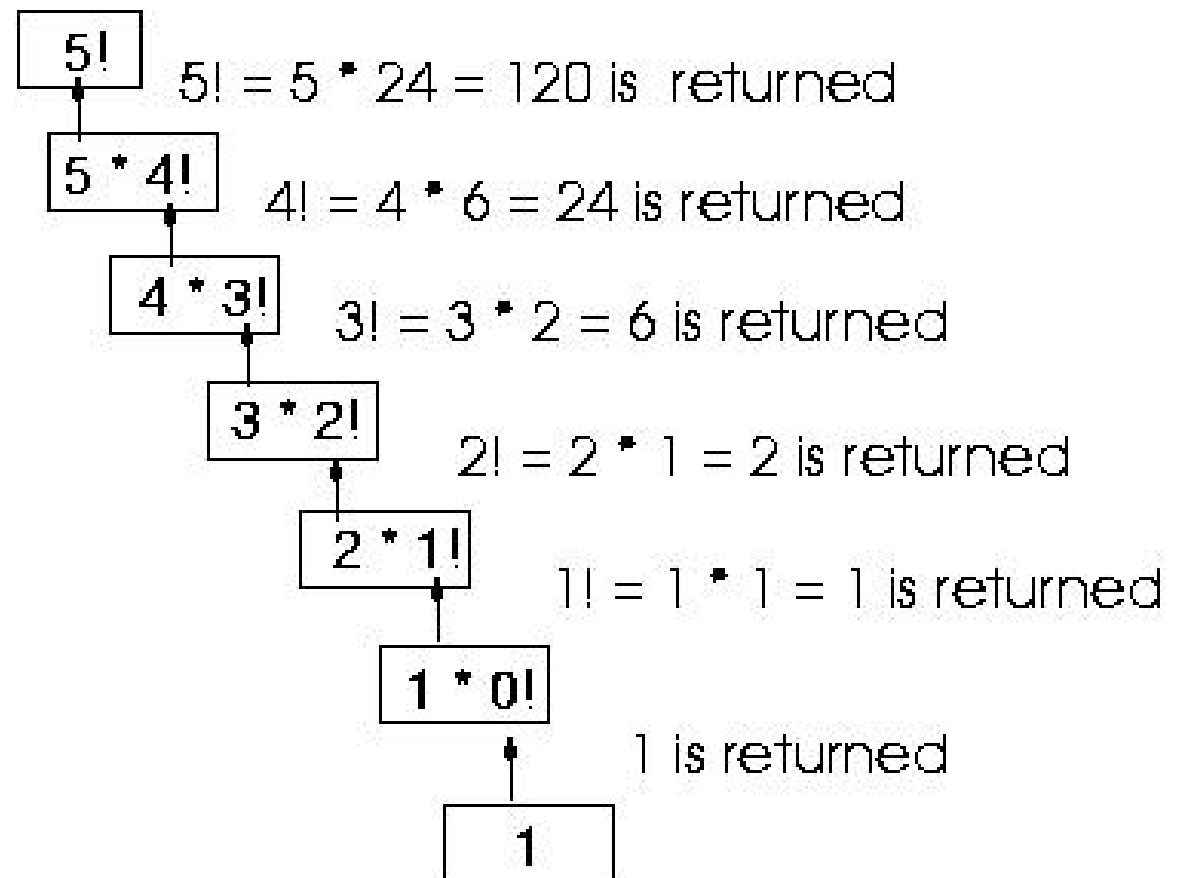 5!
5! = 5 * 24 = 120 is returned
5 * 4!
4! = 4 * 6 = 24 is returned
4 * 3!
3! = 3 * 2 = 6 is returned
3 * 2!
2! = 2 * 1 = 2 is returned
2 * 1!
1! = 1 * 1 = 1 is returned
1 * 0!
1 is returned
1